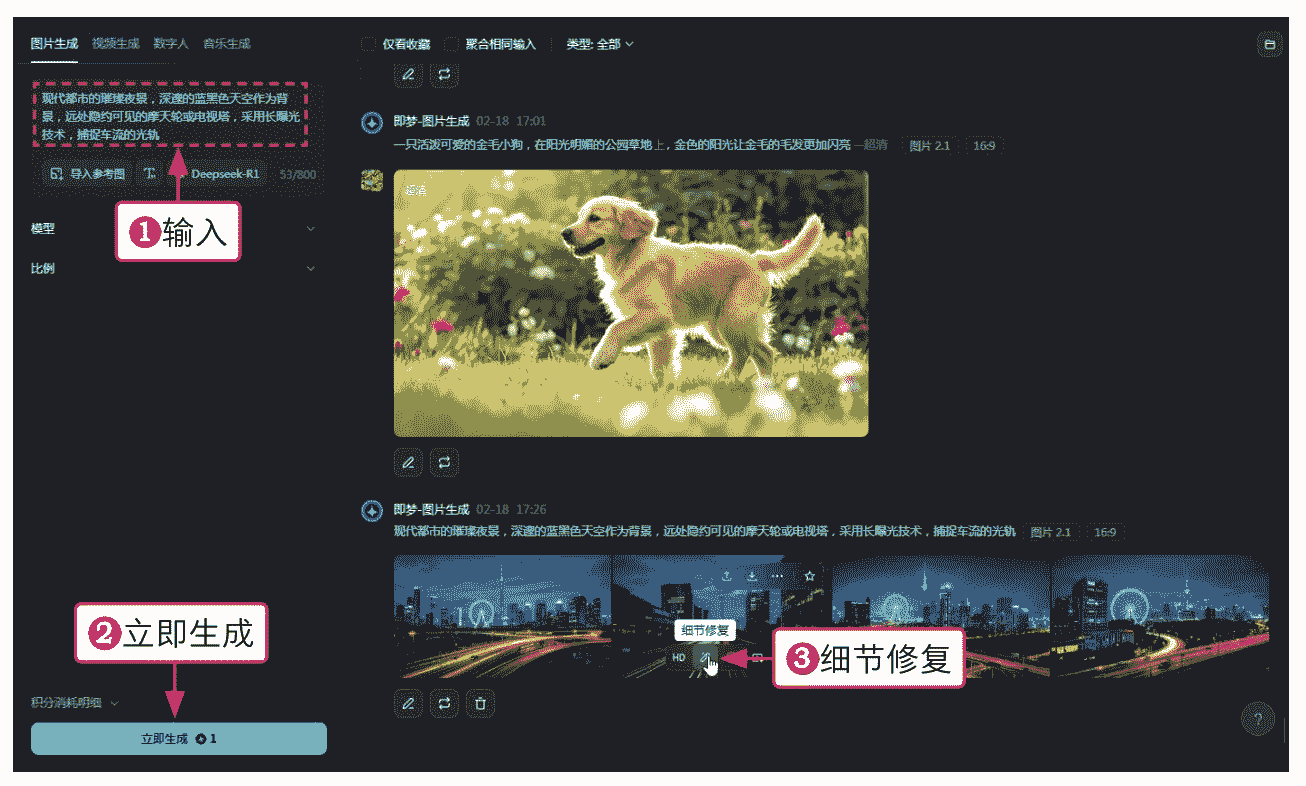 图片生成 视频生成 数字人 音乐生成
仅看收藏 聚合相同输入 类型: 全部
现代都市的璀璨夜景，深邃的蓝黑色天空作为背
景，远处隐约可见的摩天轮或电视塔，采用长曝光
技术，捕捉车流的光轨
导入参考图 Deepseek-R1 53/800
❶输入
模型
比例
即梦-图片生成 02-18 17:01
一只活泼可爱的金毛小狗，在阳光明媚的公园草地上，金色的阳光让金毛的毛发更加闪亮 —超清 图片 2.1 16:9
超清
即梦-图片生成 02-18 17:26
现代都市的璀璨夜景，深邃的蓝黑色天空作为背景，远处隐约可见的摩天轮或电视塔，采用长曝光技术，捕捉车流的光轨 图片 2.1 16:9
细节修复
HD
❸细节修复
❷立即生成
积分消耗明细
立即生成 1